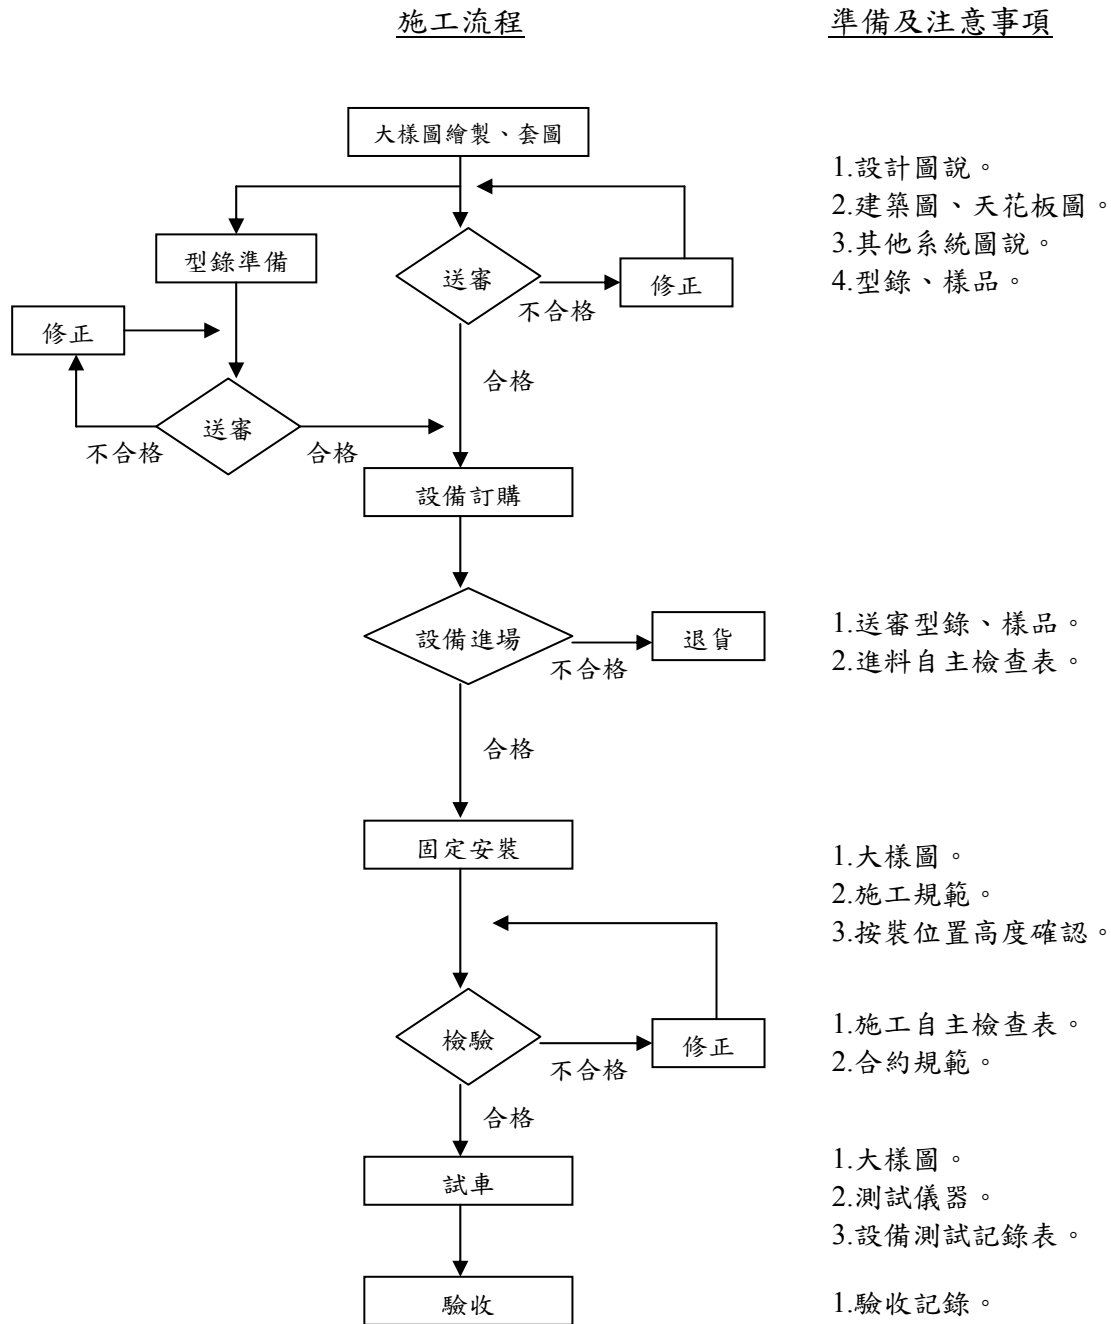 施工流程
準備及注意事項
大樣圖繪製、套圖
1.設計圖說。
2.建築圖、天花板圖。
3.其他系統圖說。
4.型錄、樣品。
型錄準備
送審
不合格
修正
修正
合格
送審
不合格
合格
設備訂購
設備進場
不合格
退貨
1.送審型錄、樣品。
2.進料自主檢查表。
合格
固定安裝
1.大樣圖。
2.施工規範。
3.按裝位置高度確認。
檢驗
不合格
修正
1.施工自主檢查表。
2.合約規範。
合格
試車
1.大樣圖。
2.測試儀器。
3.設備測試記錄表。
驗收
1.驗收記錄。